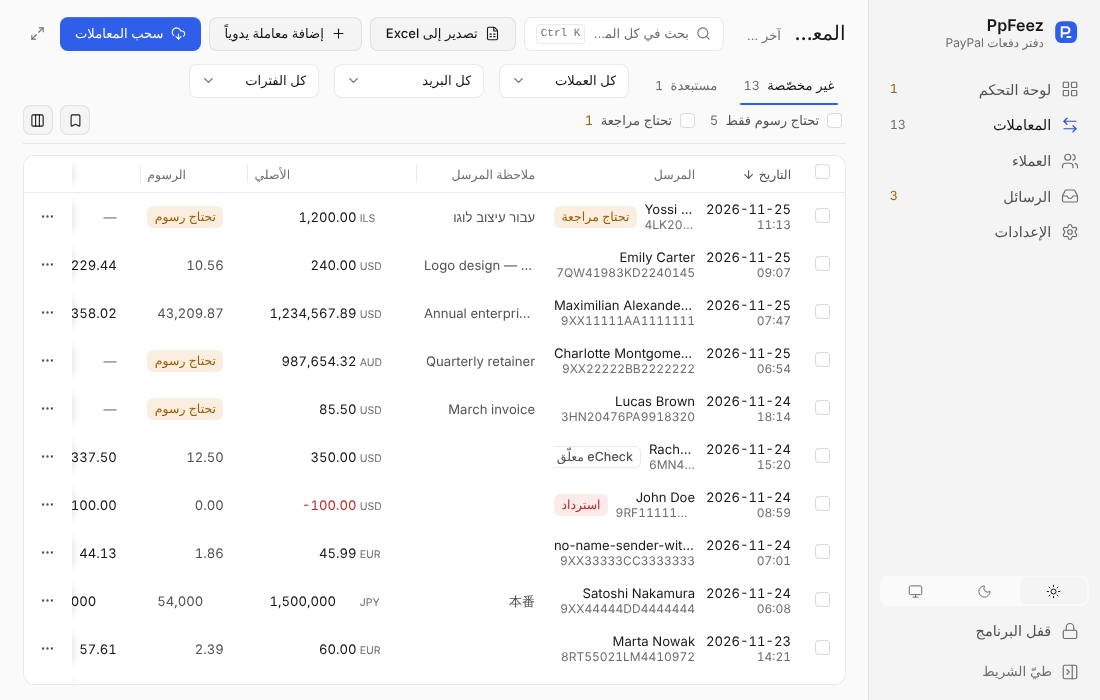 PpFeez
دفتر دفعات PayPal
لوحة التحكم 1
المعاملات 13
العملاء
الرسائل 3
الإعدادات
قفل البرنامج
طيّ الشريط
المعـ...
آخر ...
بحث في كل المـ... Ctrl K
تصدير إلى Excel
إضافة معاملة يدوياً
سحب المعاملات
غير مخصّصة 13
مستبعدة 1
كل العملات
كل البريد
كل الفترات
تحتاج رسوم فقط 5
تحتاج مراجعة 1
التاريخ ↓ المرسل ملاحظة المرسل الأصلي الرسوم
2026-11-25 Yossi ... تحتاج مراجعة עבור עיצוב לוגו 1,200.00 ILS تحتاج رسوم —
11:13 4LK20...
2026-11-25 Emily Carter Logo design — ... 240.00 USD 10.56 229.44
09:07 7QW41983KD2240145
2026-11-25 Maximilian Alexande... Annual enterpri... 1,234,567.89 USD 43,209.87 358.02
07:47 9XX11111AA1111111
2026-11-25 Charlotte Montgome... Quarterly retainer 987,654.32 AUD تحتاج رسوم —
06:54 9XX22222BB2222222
2026-11-24 Lucas Brown March invoice 85.50 USD تحتاج رسوم —
18:14 3HN20476PA9918320
2026-11-24 Rach... eCheck معلّق 350.00 USD 12.50 337.50
15:20 6MN4...
2026-11-24 John Doe استرداد -100.00 USD 0.00 100.00
08:59 9RF11111...
2026-11-24 no-name-sender-wit... 45.99 EUR 1.86 44.13
07:01 9XX33333CC3333333
2026-11-24 Satoshi Nakamura 本番 1,500,000 JPY 54,000 000
06:08 9XX44444DD4444444
2026-11-23 Marta Nowak 60.00 EUR 2.39 57.61
14:21 8RT55021LM4410972